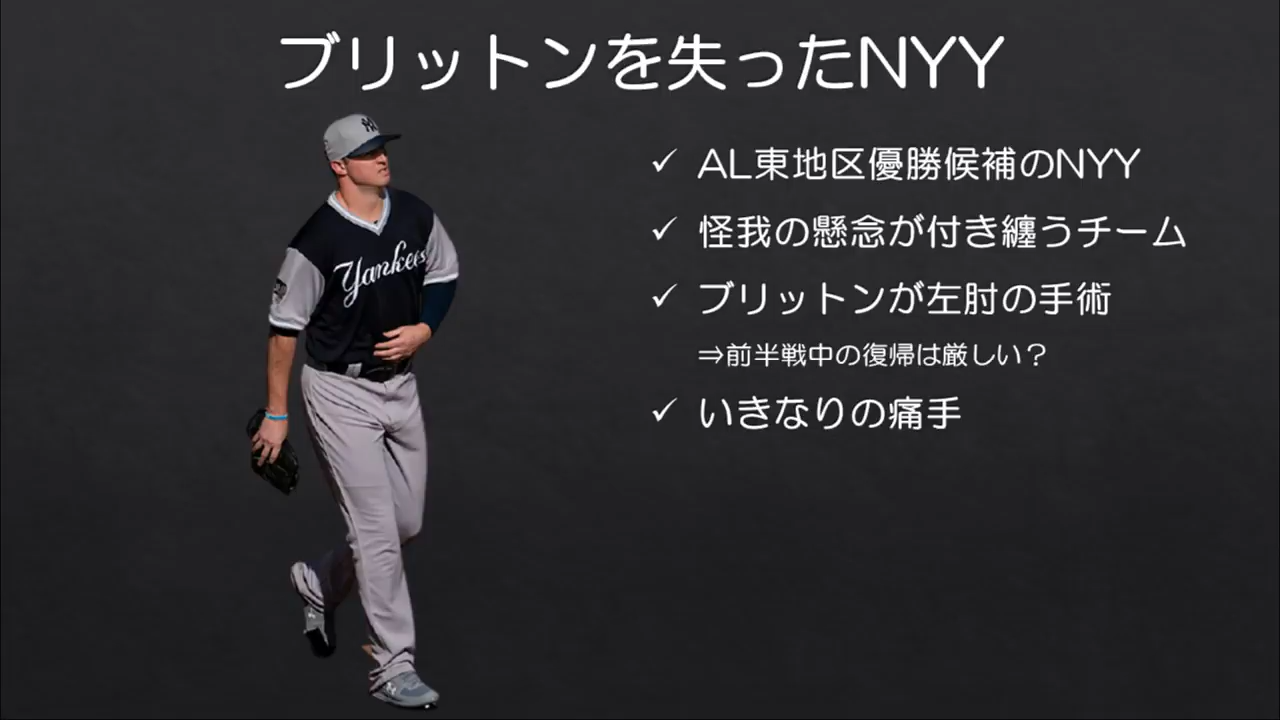 ブリットンを失ったNYY
Yankees
✓ AL東地区優勝候補のNYY
✓ 怪我の懸念が付き纏うチーム
✓ ブリットンが左肘の手術
⇒前半戦中の復帰は厳しい？
✓ いきなりの痛手